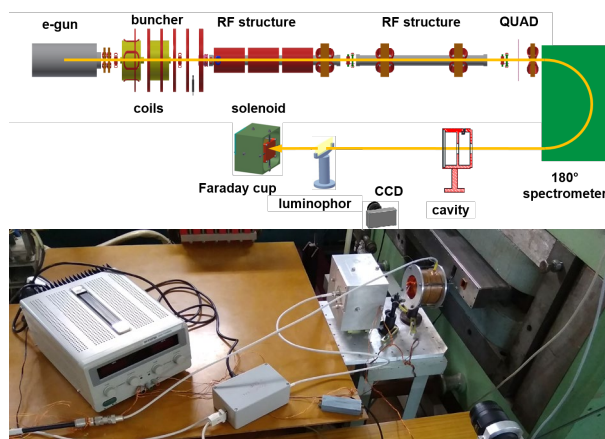 e-gun
buncher
RF structure
RF structure
QUAD
coils
solenoid
Faraday cup
luminophor
CCD
cavity
180°
spectrometer